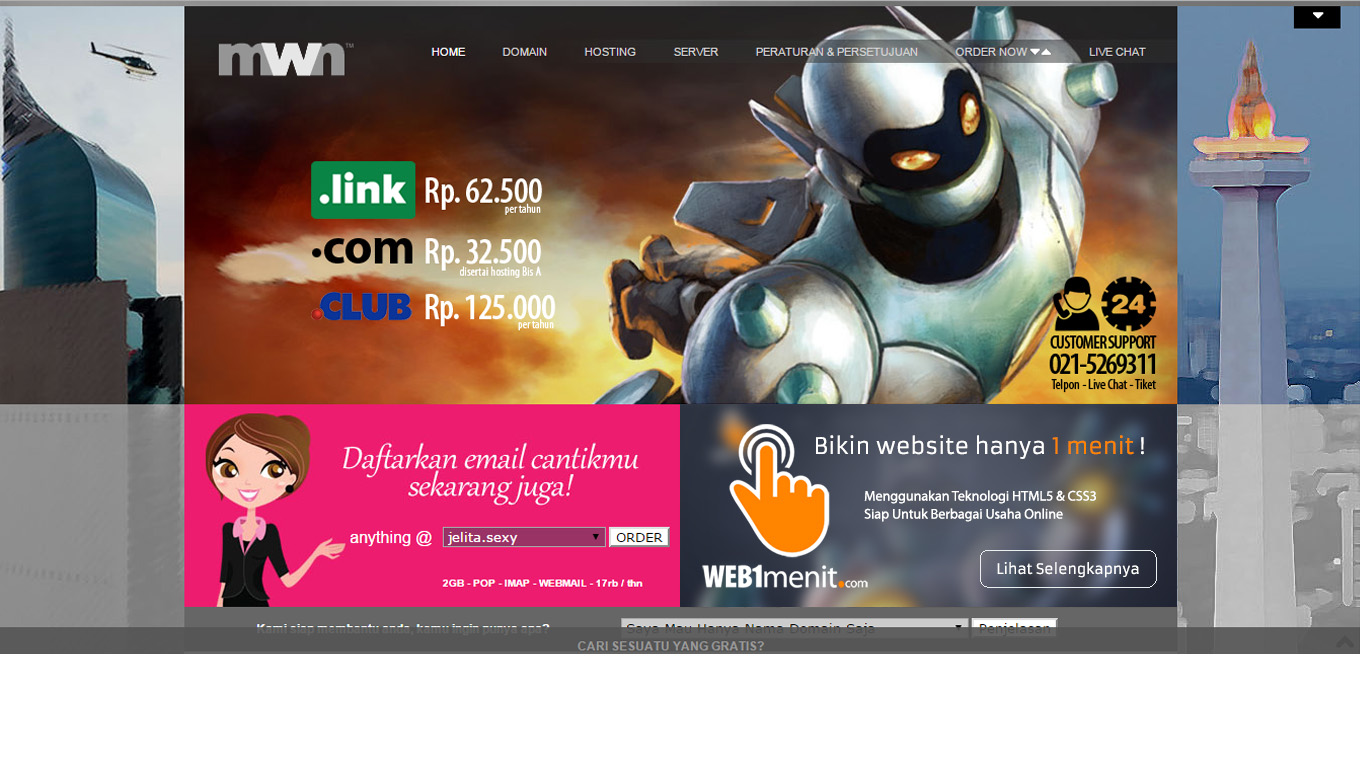 mwn™
HOME DOMAIN HOSTING SERVER PERATURAN & PERSETUJUAN ORDER NOW LIVE CHAT
.link Rp. 62.500
per tahun
.com Rp. 32.500
disertai hosting Bis A
.CLUB Rp. 125.000
per tahun
24
CUSTOMER SUPPORT
021-5269311
Telpon - Live Chat - Tiket
Daftarkan email cantikmu
sekarang juga!
anything @ jelita.sexy ORDER
2GB - POP - IMAP - WEBMAIL - 17rb / thn
Bikin website hanya 1 menit !
Menggunakan Teknologi HTML5 & CSS3
Siap Untuk Berbagai Usaha Online
WEB1menit.com
Lihat Selengkapnya
Kami siap membantu anda, kamu ingin punya apa? Saya Mau Hanya Nama Domain Saja Penjelasan
CARI SESUATU YANG GRATIS?